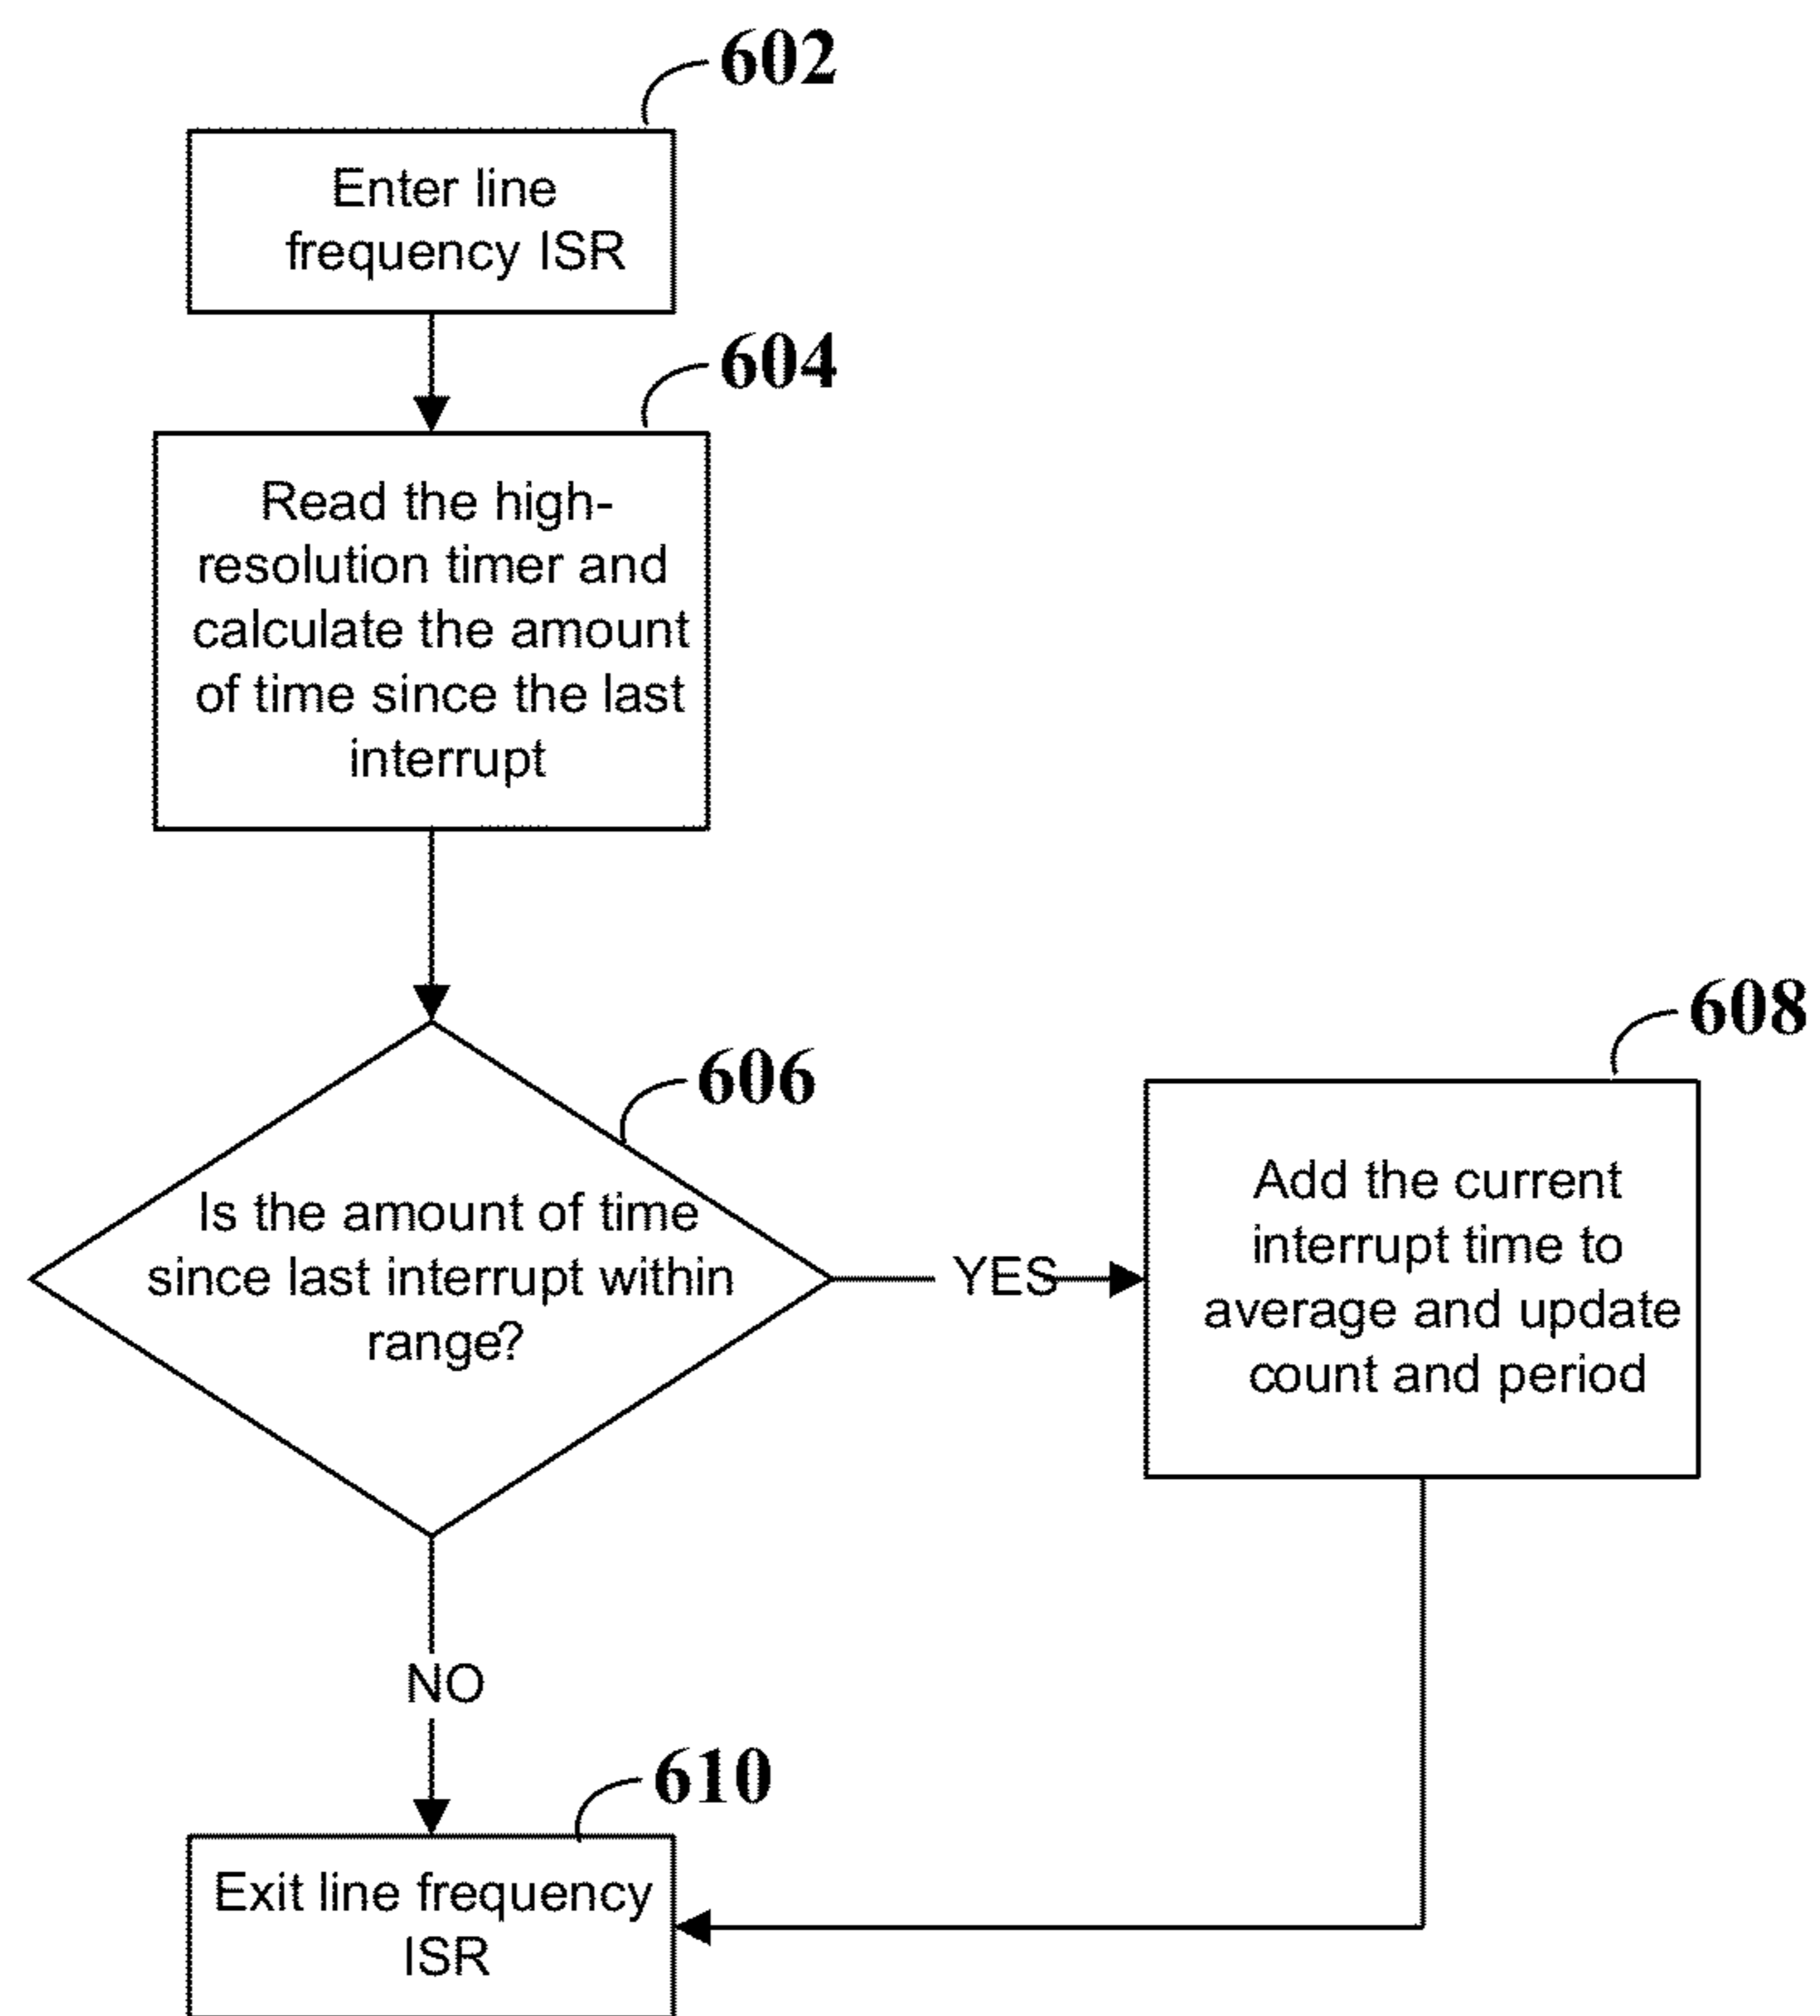 602
Enter line
frequency ISR
604
Read the high-
resolution timer and
calculate the amount
of time since the last
interrupt
606
Is the amount of time
since last interrupt within
range?
YES
608
Add the current
interrupt time to
average and update
count and period
NO
610
Exit line frequency
ISR